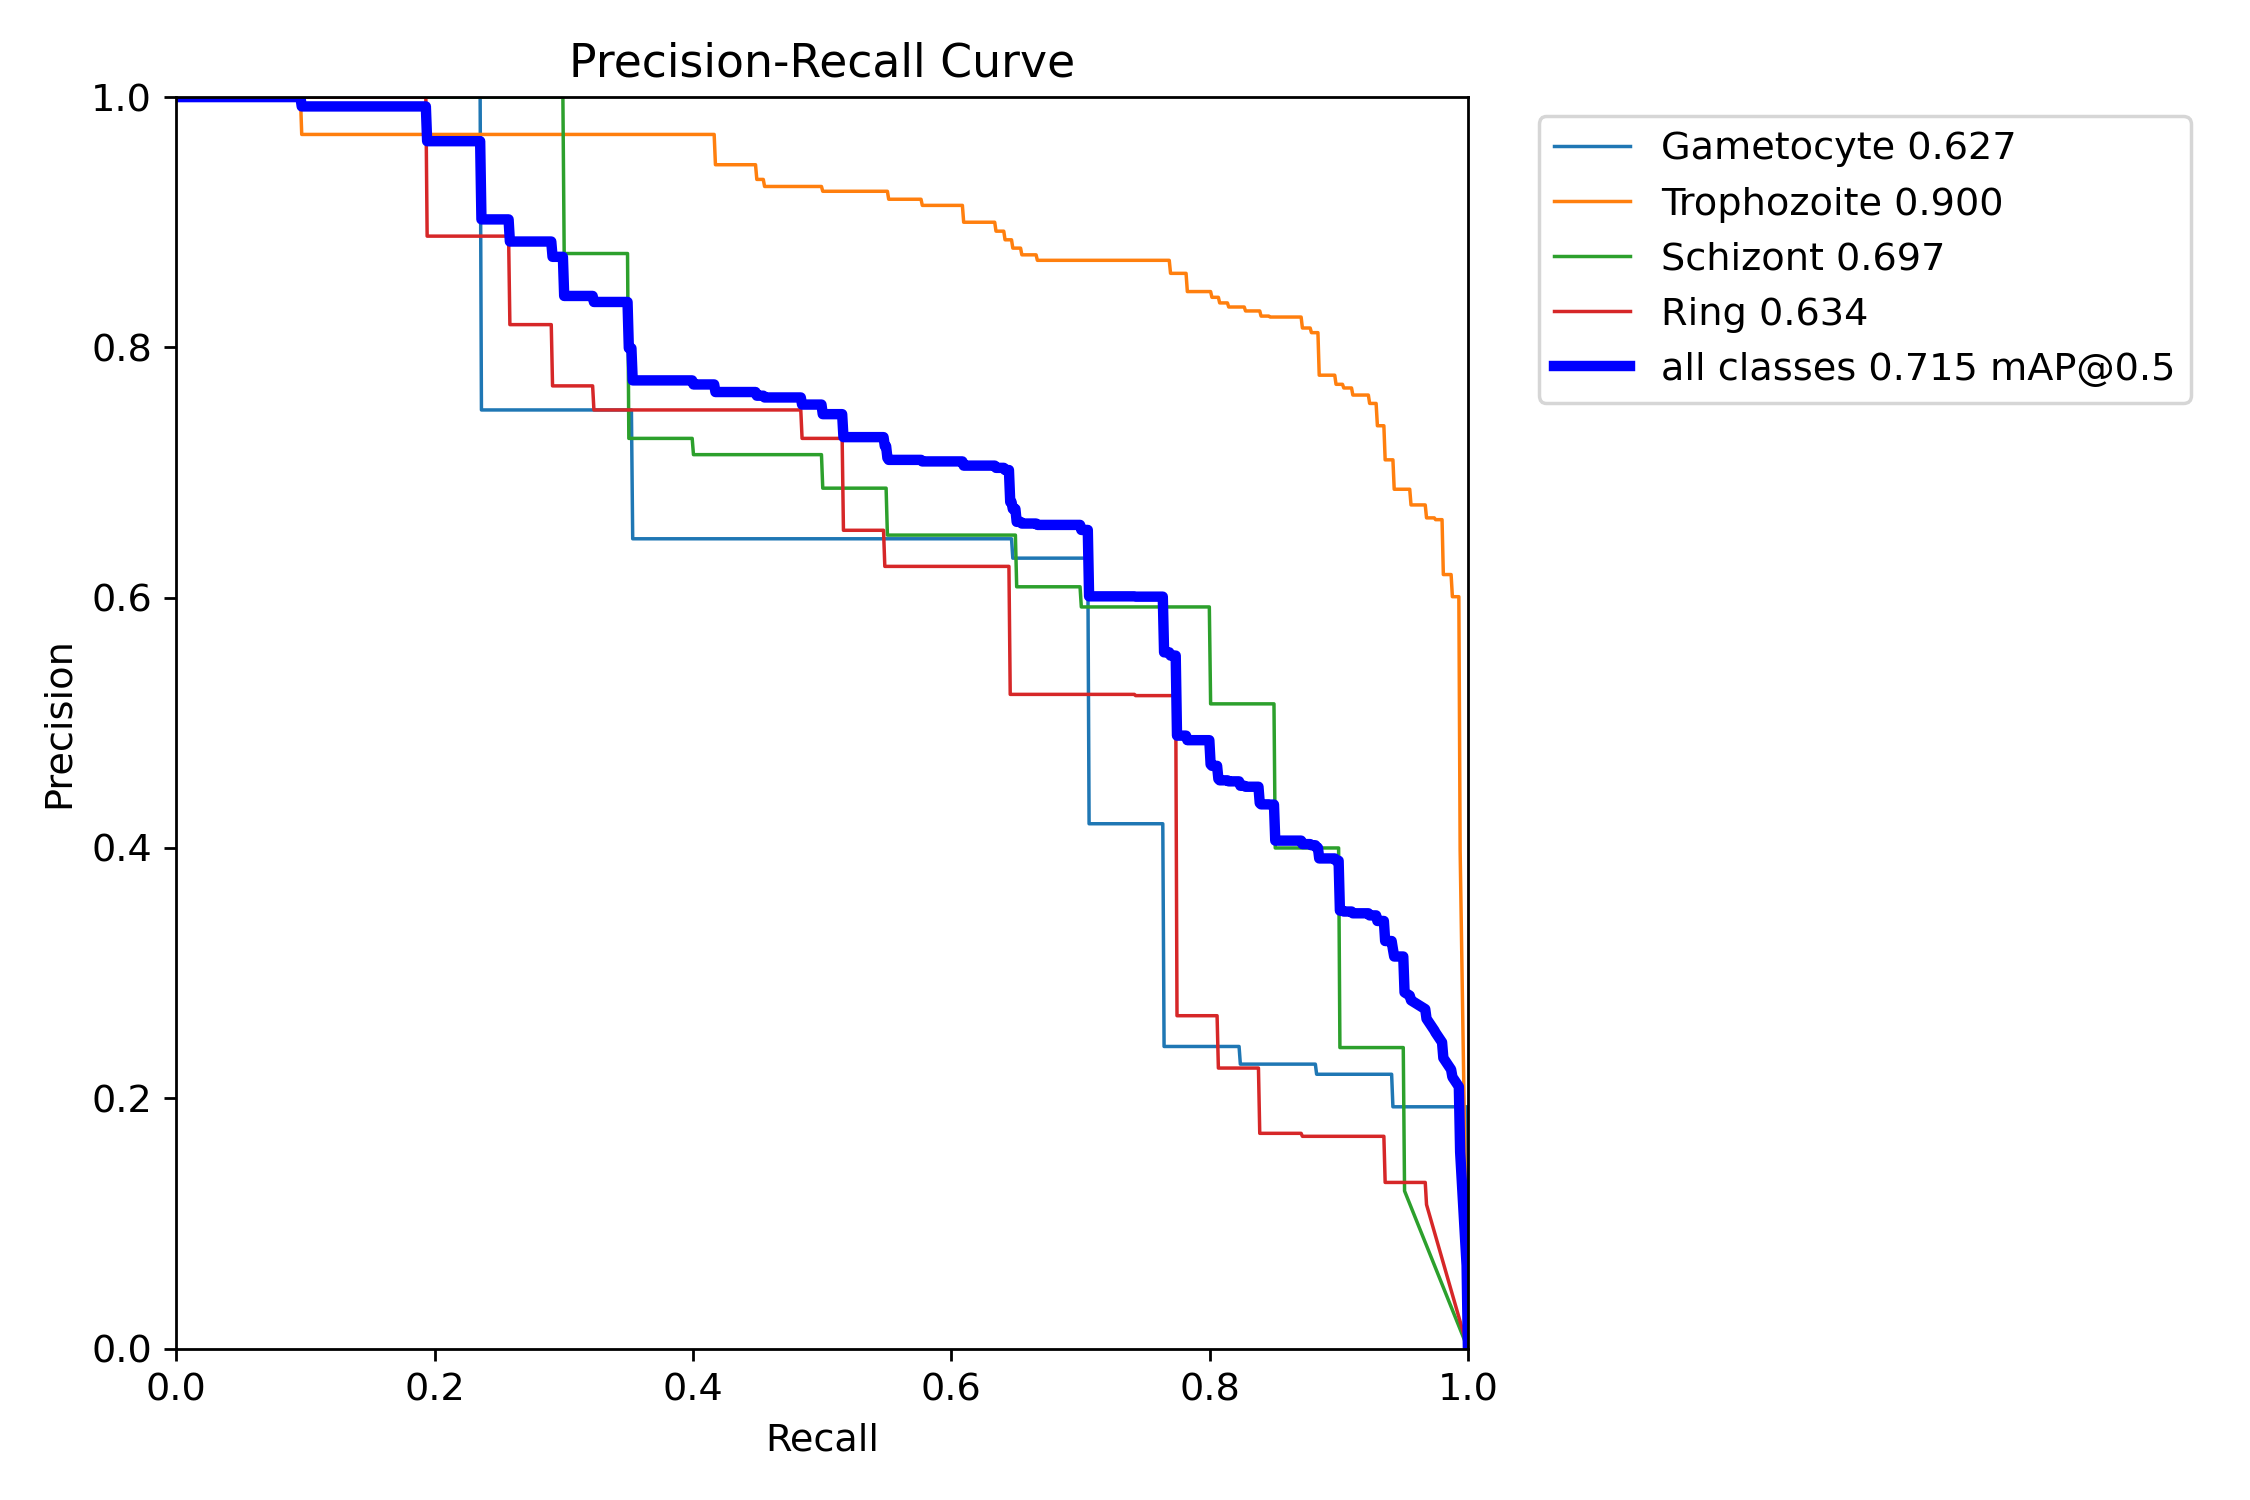 Precision-Recall Curve
1.0
0.8
0.6
0.4
0.2
0.0
Precision
0.0 0.2 0.4 0.6 0.8 1.0
Recall
Gametocyte 0.627
Trophozoite 0.900
Schizont 0.697
Ring 0.634
all classes 0.715 mAP@0.5